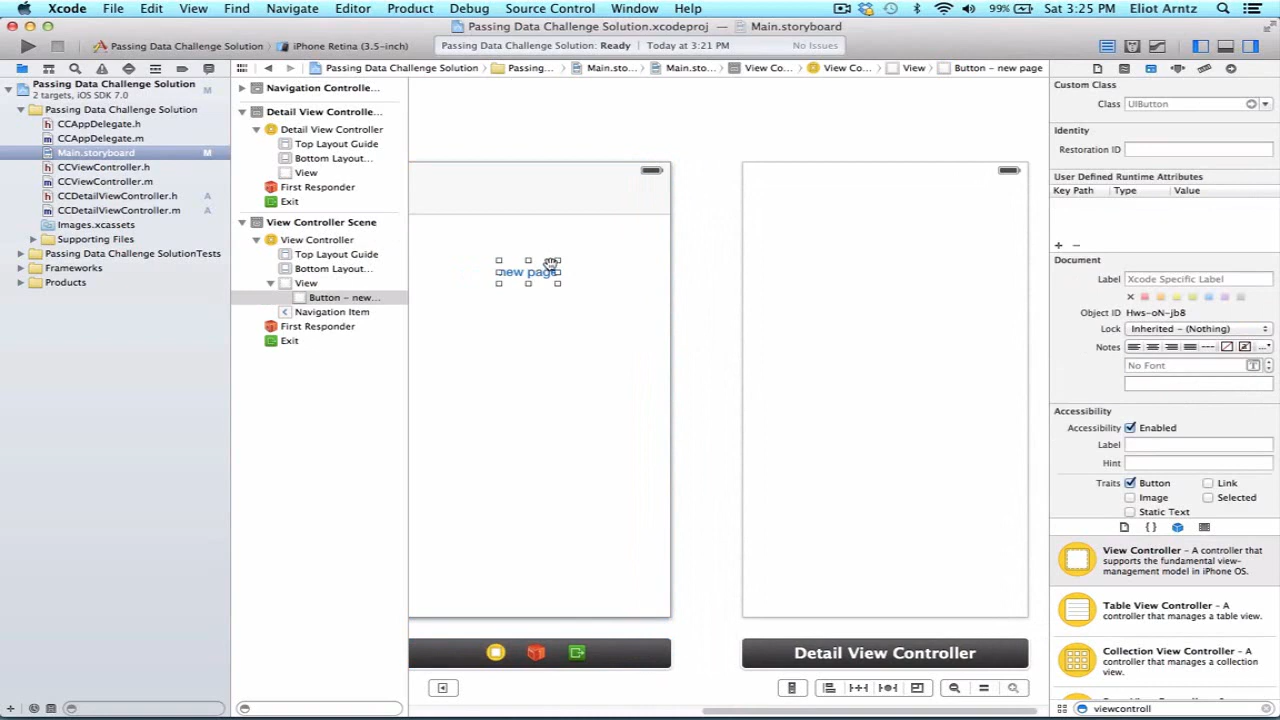 Xcode File Edit View Find Navigate Editor Product Debug Source Control Window Help 99% Sat 3:25 PM Eliot Arntz
Passing Data Challenge Solution.xcodeproj — Main.storyboard
Passing Data Challenge Solution iPhone Retina (3.5-inch) Passing Data Challenge Solution: Ready Today at 3:21 PM No Issues
Passing Data Challenge Solution Passing... Main.sto... Main.sto... View Co... View Co... View Button – new page
Passing Data Challenge Solution M
2 targets, iOS SDK 7.0
Passing Data Challenge Solution
CCAppDelegate.h
CCAppDelegate.m
Main.storyboard M
CCViewController.h
CCViewController.m
CCDetailViewController.h A
CCDetailViewController.m A
Images.xcassets
Supporting Files
Passing Data Challenge SolutionTests
Frameworks
Products
Navigation Controlle...
Detail View Controlle...
Detail View Controller
Top Layout Guide
Bottom Layout...
View
First Responder
Exit
View Controller Scene
View Controller
Top Layout Guide
Bottom Layout...
View
Button – new...
Navigation Item
First Responder
Exit
new page
Detail View Controller
Custom Class
Class UIButton
Identity
Restoration ID
User Defined Runtime Attributes
Key Path Type Value
Document
Label Xcode Specific Label
Object ID Hws-oN-jb8
Lock Inherited – (Nothing)
Notes
No Font
Accessibility
Accessibility Enabled
Label
Hint
Traits Button Link
Image Selected
Static Text
View Controller – A controller that
supports the fundamental view-
management model in iPhone OS.
Table View Controller – A
controller that manages a table view.
Collection View Controller – A
controller that manages a collection
view.
viewcontroll